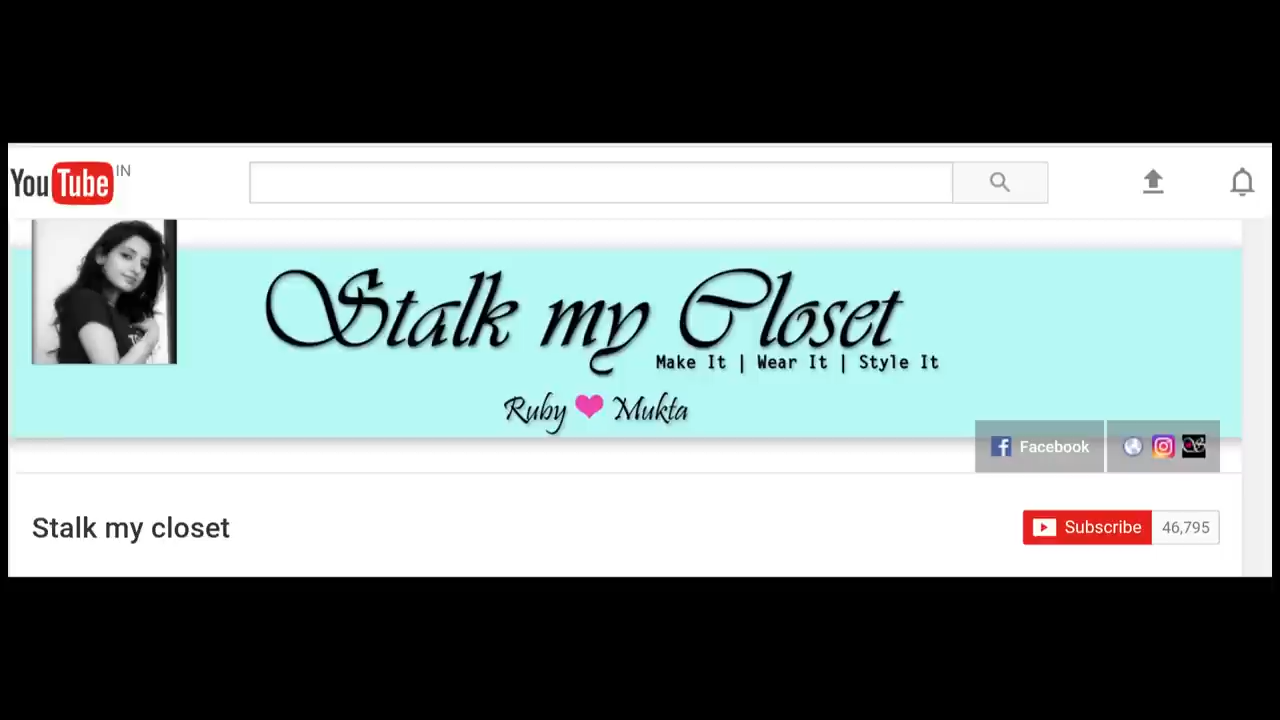 YouTube IN
Stalk my Closet
Make It | Wear It | Style It
Ruby ❤ Mukta
Facebook
Stalk my closet
Subscribe 46,795